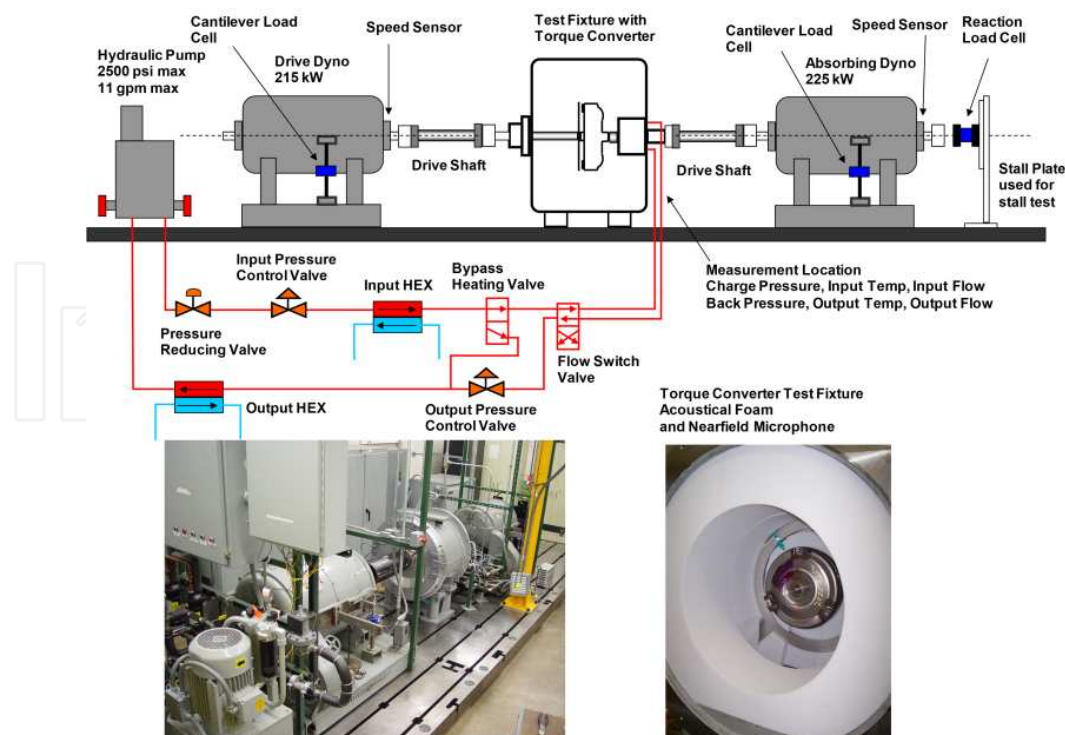 Cantilever Load
Cell
Speed Sensor
Test Fixture with
Torque Converter
Cantilever Load
Cell
Speed Sensor
Reaction
Load Cell
Hydraulic Pump
2500 psi max
11 gpm max
Drive Dyno
215 kW
Absorbing Dyno
225 kW
Drive Shaft
Drive Shaft
Stall Plate
used for
stall test
Input Pressure
Control Valve
Input HEX
Bypass
Heating Valve
Measurement Location
Charge Pressure, Input Temp, Input Flow
Back Pressure, Output Temp, Output Flow
Pressure
Reducing Valve
Flow Switch
Valve
Output HEX
Output Pressure
Control Valve
Torque Converter Test Fixture
Acoustical Foam
and Nearfield Microphone